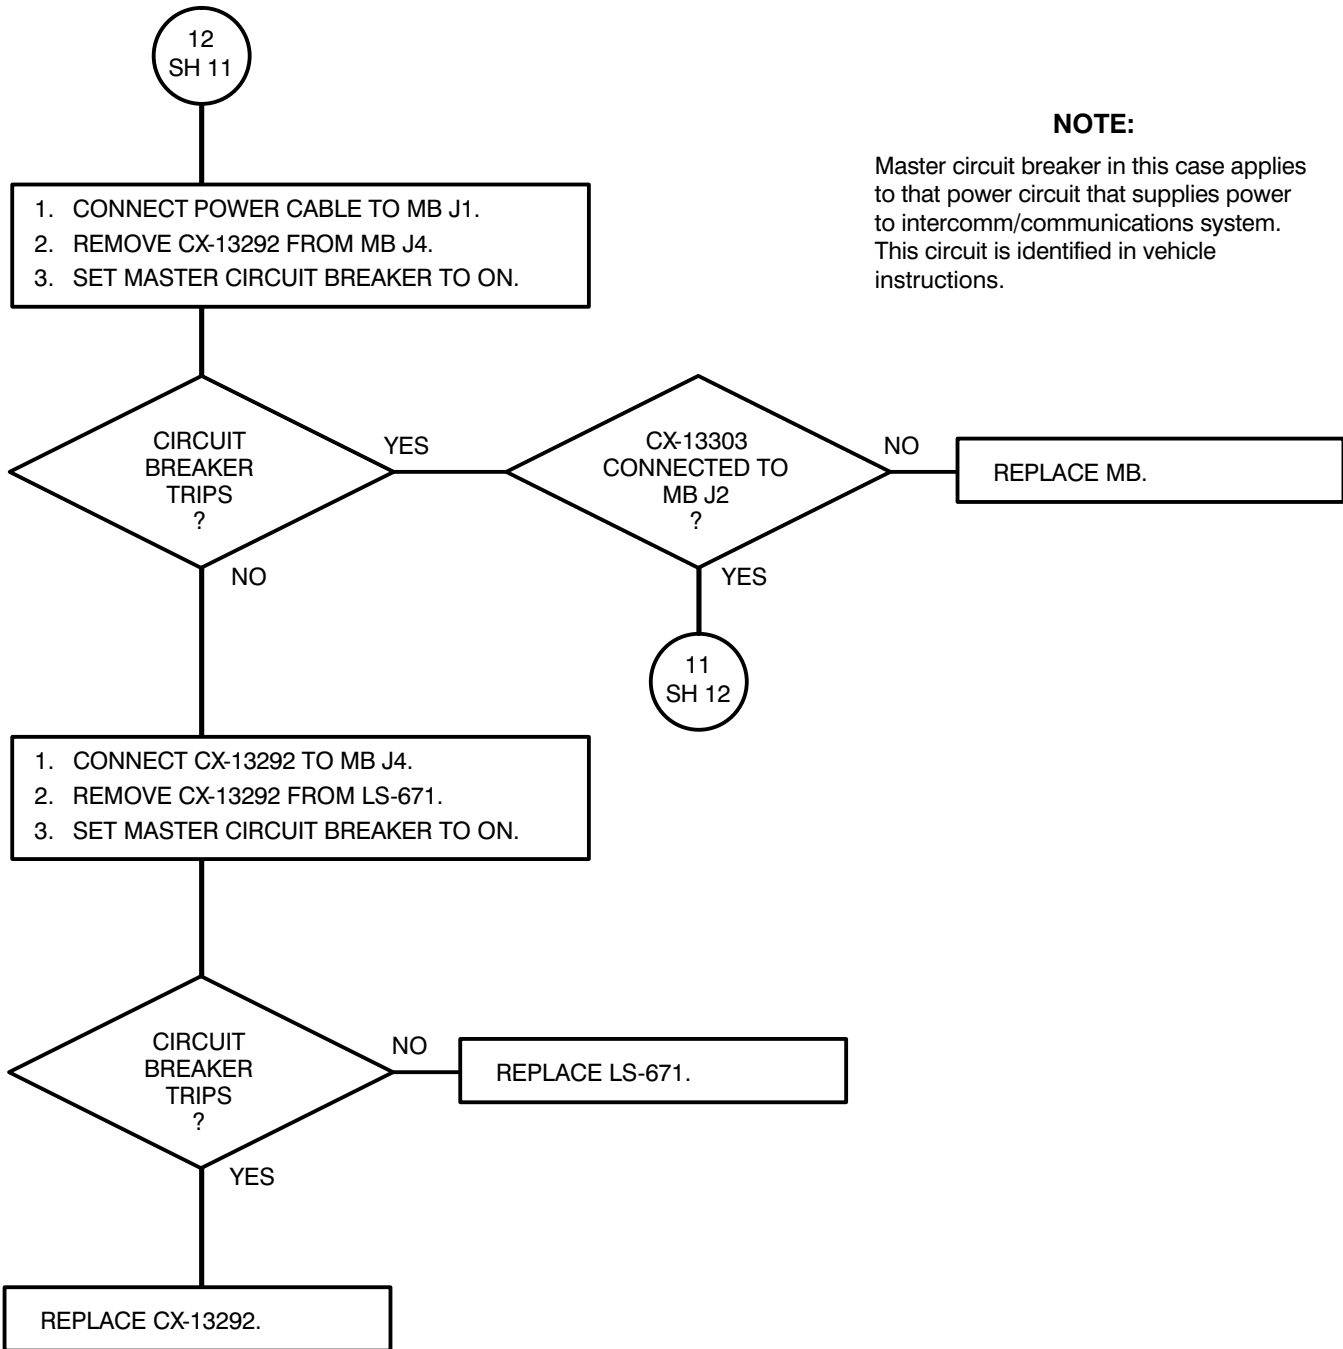 12
SH 11
NOTE:
Master circuit breaker in this case applies
to that power circuit that supplies power
to intercomm/communications system.
This circuit is identified in vehicle
instructions.
1. CONNECT POWER CABLE TO MB J1.
2. REMOVE CX-13292 FROM MB J4.
3. SET MASTER CIRCUIT BREAKER TO ON.
CIRCUIT
BREAKER
TRIPS
?
YES
NO
CX-13303
CONNECTED TO
MB J2
?
NO
YES
REPLACE MB.
11
SH 12
1. CONNECT CX-13292 TO MB J4.
2. REMOVE CX-13292 FROM LS-671.
3. SET MASTER CIRCUIT BREAKER TO ON.
CIRCUIT
BREAKER
TRIPS
?
NO
YES
REPLACE LS-671.
REPLACE CX-13292.